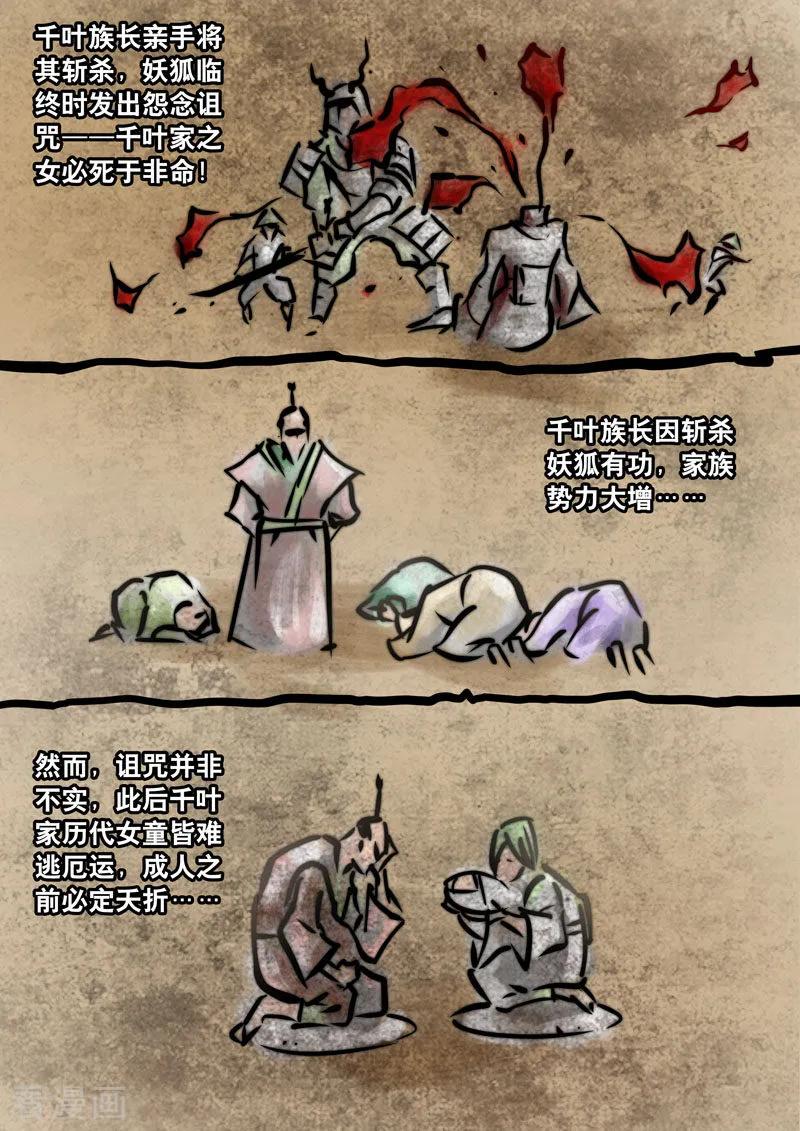 千叶族长亲手将
其斩杀，妖狐临
终时发出怨念诅
咒——千叶家之
女必死于非命！
千叶族长因斩杀
妖狐有功，家族
势力大增……
然而，诅咒并非
不实，此后千叶
家历代女童皆难
逃厄运，成人之
前必定夭折……
看漫画